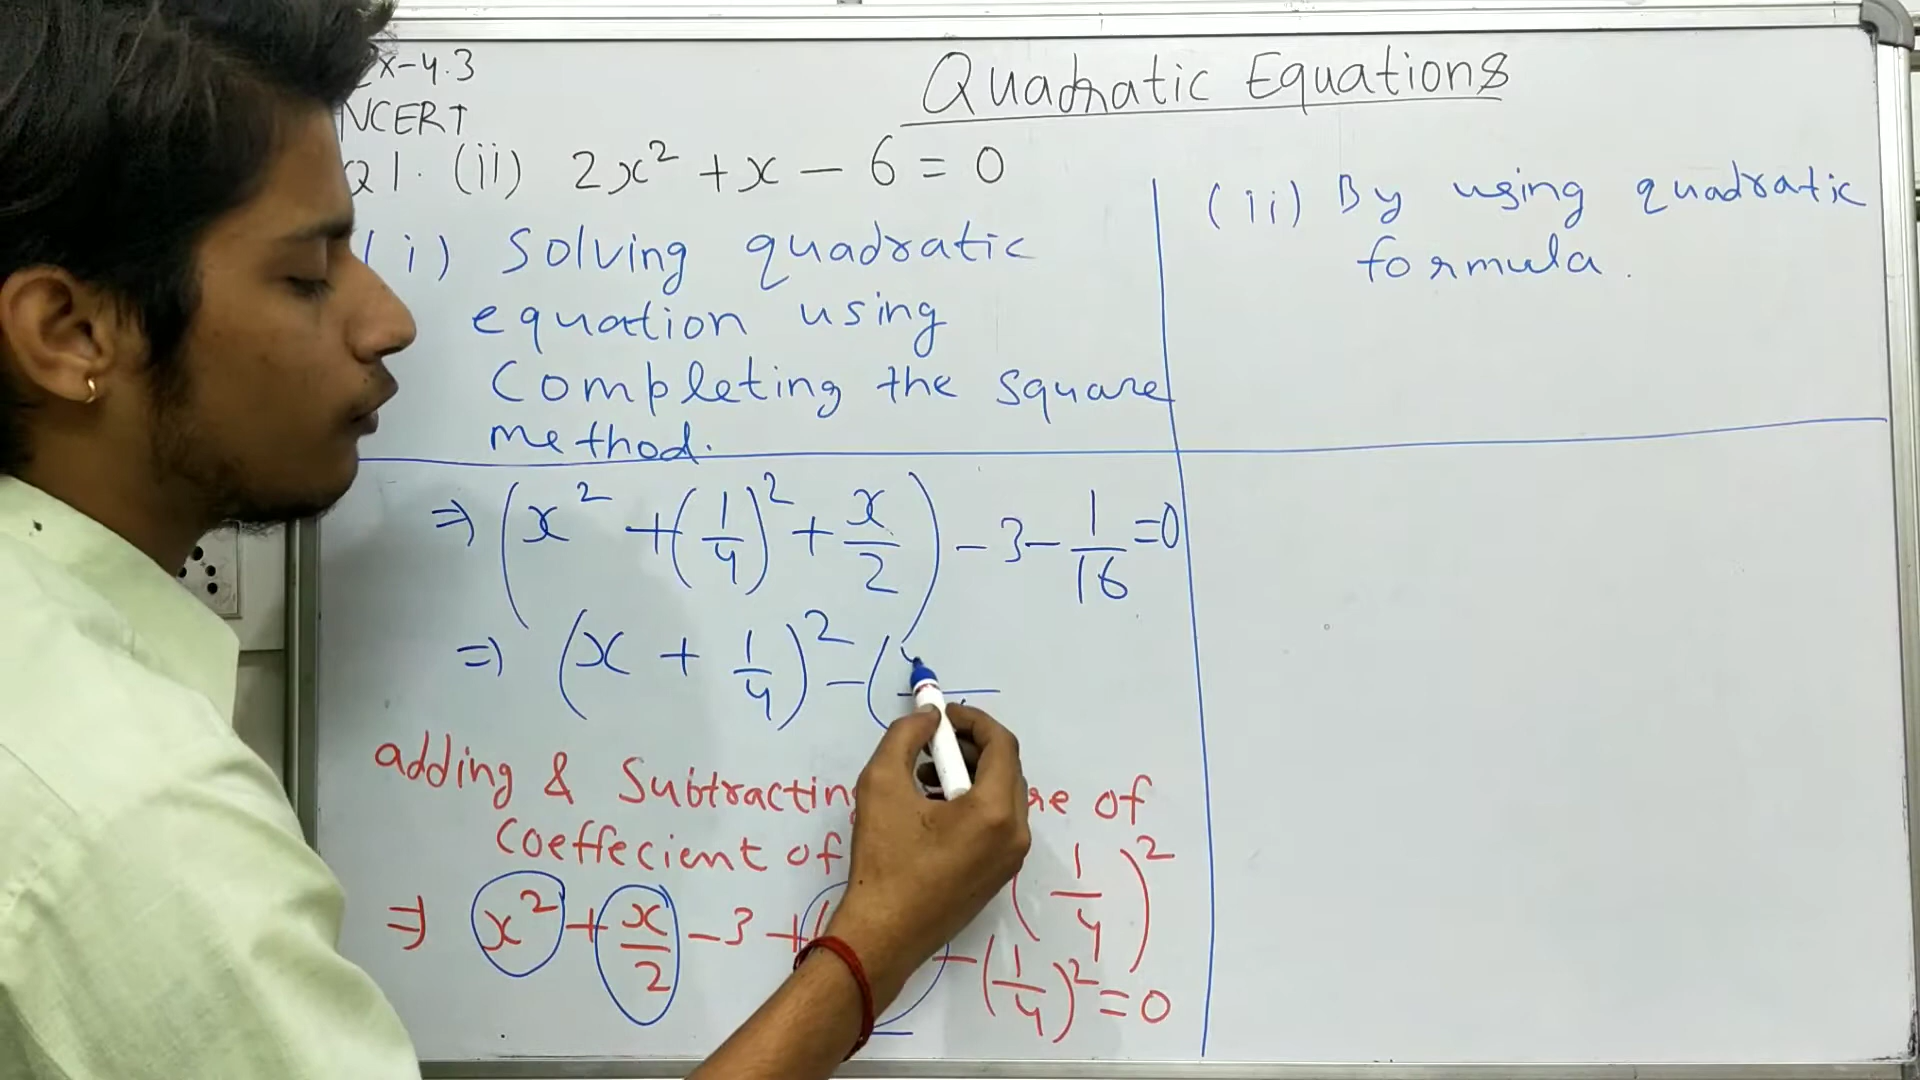 Ex-4.3
NCERT
Quadratic Equations
Q1. (ii) 2x² + x - 6 = 0
(i) Solving quadratic
equation using
Completing the square
method.
(ii) By using quadratic
formula.
⇒ (x² + (1/4)² + x/2) - 3 - 1/16 = 0
⇒ (x + 1/4)² - (
adding & Subtracting of
Coeffecient of (1/4)²
⇒ x² + x/2 - 3 + - (1/4)² = 0